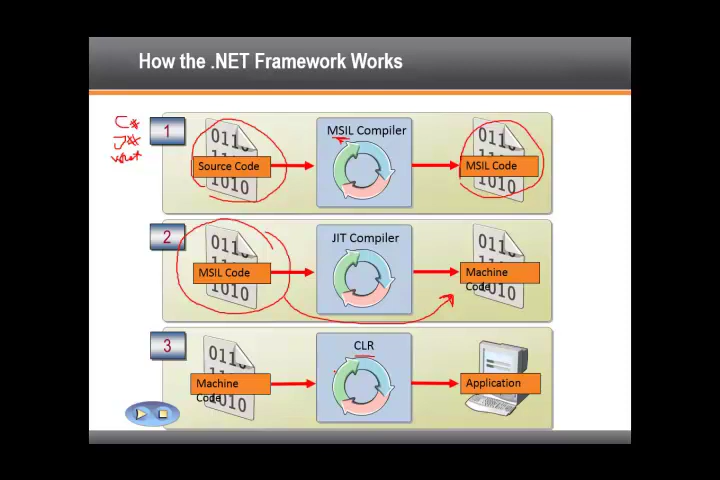 How the .NET Framework Works
C#
J#
1
MSIL Compiler
Source Code
MSIL Code
2
JIT Compiler
MSIL Code
Machine
Code
3
CLR
Machine
Code
Application